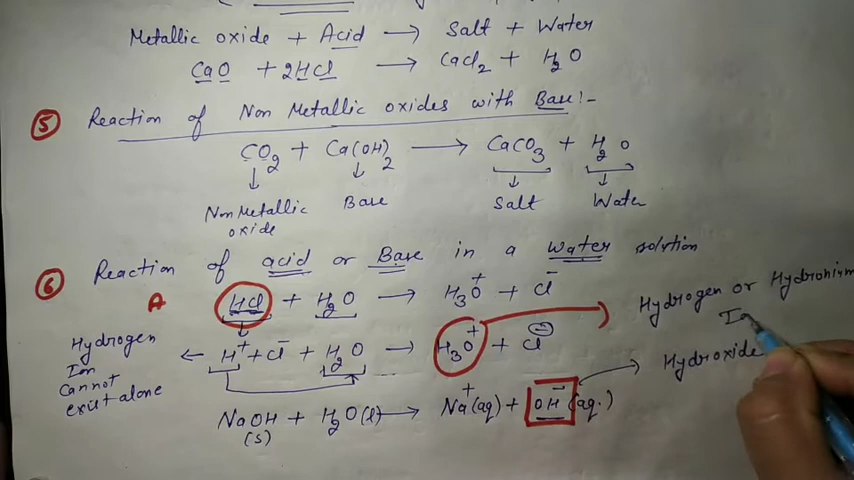 Metallic oxide + Acid → Salt + Water
CaO + 2HCl → CaCl2 + H2O
5 Reaction of Non Metallic oxides with Base:-
CO2 + Ca(OH)2 → CaCO3 + H2O
Non Metallic oxide Base Salt Water
6 Reaction of acid or Base in a water solution
A HCl + H2O → H3O+ + Cl-
Hydrogen or Hydronium
Hydrogen Ion cannot exist alone ← H+ + Cl- + H2O → H3O+ + Cl-
Hydroxide
NaOH(s) + H2O(l) → Na+(aq) + OH-(aq.)